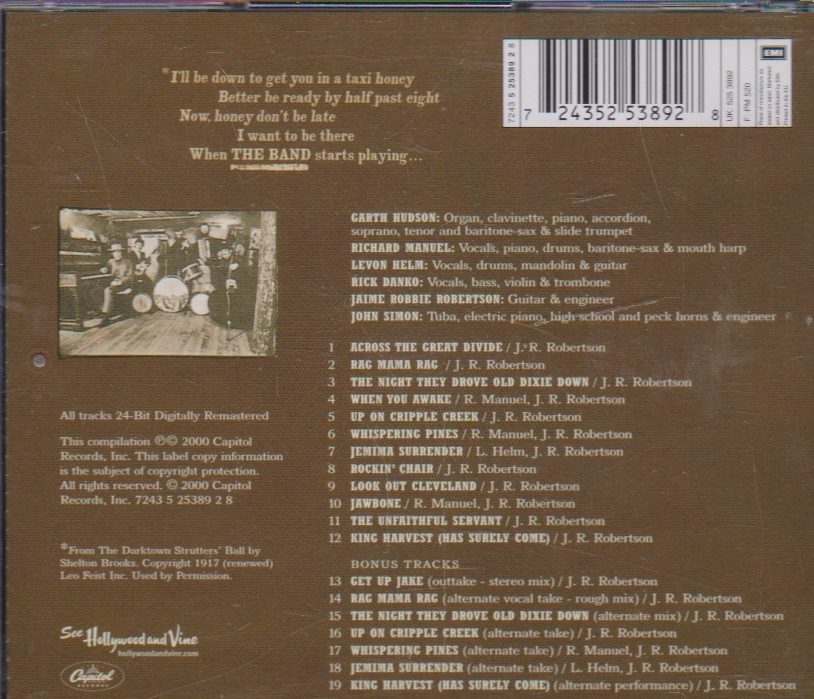 *I'll be down to get you in a taxi honey
Better be ready by half past eight
Now, honey don't be late
I want to be there
When THE BAND starts playing...
7243 5 25389 2 8
7 24352 53892 8
UK: 525 3892
F: PM 520
EMI
GARTH HUDSON: Organ, clavinette, piano, accordion,
soprano, tenor and baritone-sax & slide trumpet
RICHARD MANUEL: Vocals, piano, drums, baritone-sax & mouth harp
LEVON HELM: Vocals, drums, mandolin & guitar
RICK DANKO: Vocals, bass, violin & trombone
JAIME ROBBIE ROBERTSON: Guitar & engineer
JOHN SIMON: Tuba, electric piano, high school and peck horns & engineer
1 ACROSS THE GREAT DIVIDE / J. R. Robertson
2 RAG MAMA RAG / J. R. Robertson
3 THE NIGHT THEY DROVE OLD DIXIE DOWN / J. R. Robertson
4 WHEN YOU AWAKE / R. Manuel, J. R. Robertson
5 UP ON CRIPPLE CREEK / J. R. Robertson
6 WHISPERING PINES / R. Manuel, J. R. Robertson
7 JEMIMA SURRENDER / L. Helm, J. R. Robertson
8 ROCKIN' CHAIR / J. R. Robertson
9 LOOK OUT CLEVELAND / J. R. Robertson
10 JAWBONE / R. Manuel, J. R. Robertson
11 THE UNFAITHFUL SERVANT / J. R. Robertson
12 KING HARVEST (HAS SURELY COME) / J. R. Robertson
BONUS TRACKS
13 GET UP JAKE (outtake - stereo mix) / J. R. Robertson
14 RAG MAMA RAG (alternate vocal take - rough mix) / J. R. Robertson
15 THE NIGHT THEY DROVE OLD DIXIE DOWN (alternate mix) / J. R. Robertson
16 UP ON CRIPPLE CREEK (alternate take) / J. R. Robertson
17 WHISPERING PINES (alternate take) / R. Manuel, J. R. Robertson
18 JEMIMA SURRENDER (alternate take) / L. Helm, J. R. Robertson
19 KING HARVEST (HAS SURELY COME) (alternate performance) / J. R. Robertson
All tracks 24-Bit Digitally Remastered
This compilation ℗© 2000 Capitol
Records, Inc. This label copy information
is the subject of copyright protection.
All rights reserved. © 2000 Capitol
Records, Inc. 7243 5 25389 2 8
*From The Darktown Strutters' Ball by
Shelton Brooks. Copyright 1917 (renewed)
Leo Feist Inc. Used by Permission.
See Hollywood and Vine
hollywoodandvine.com
Capitol
RECORDS